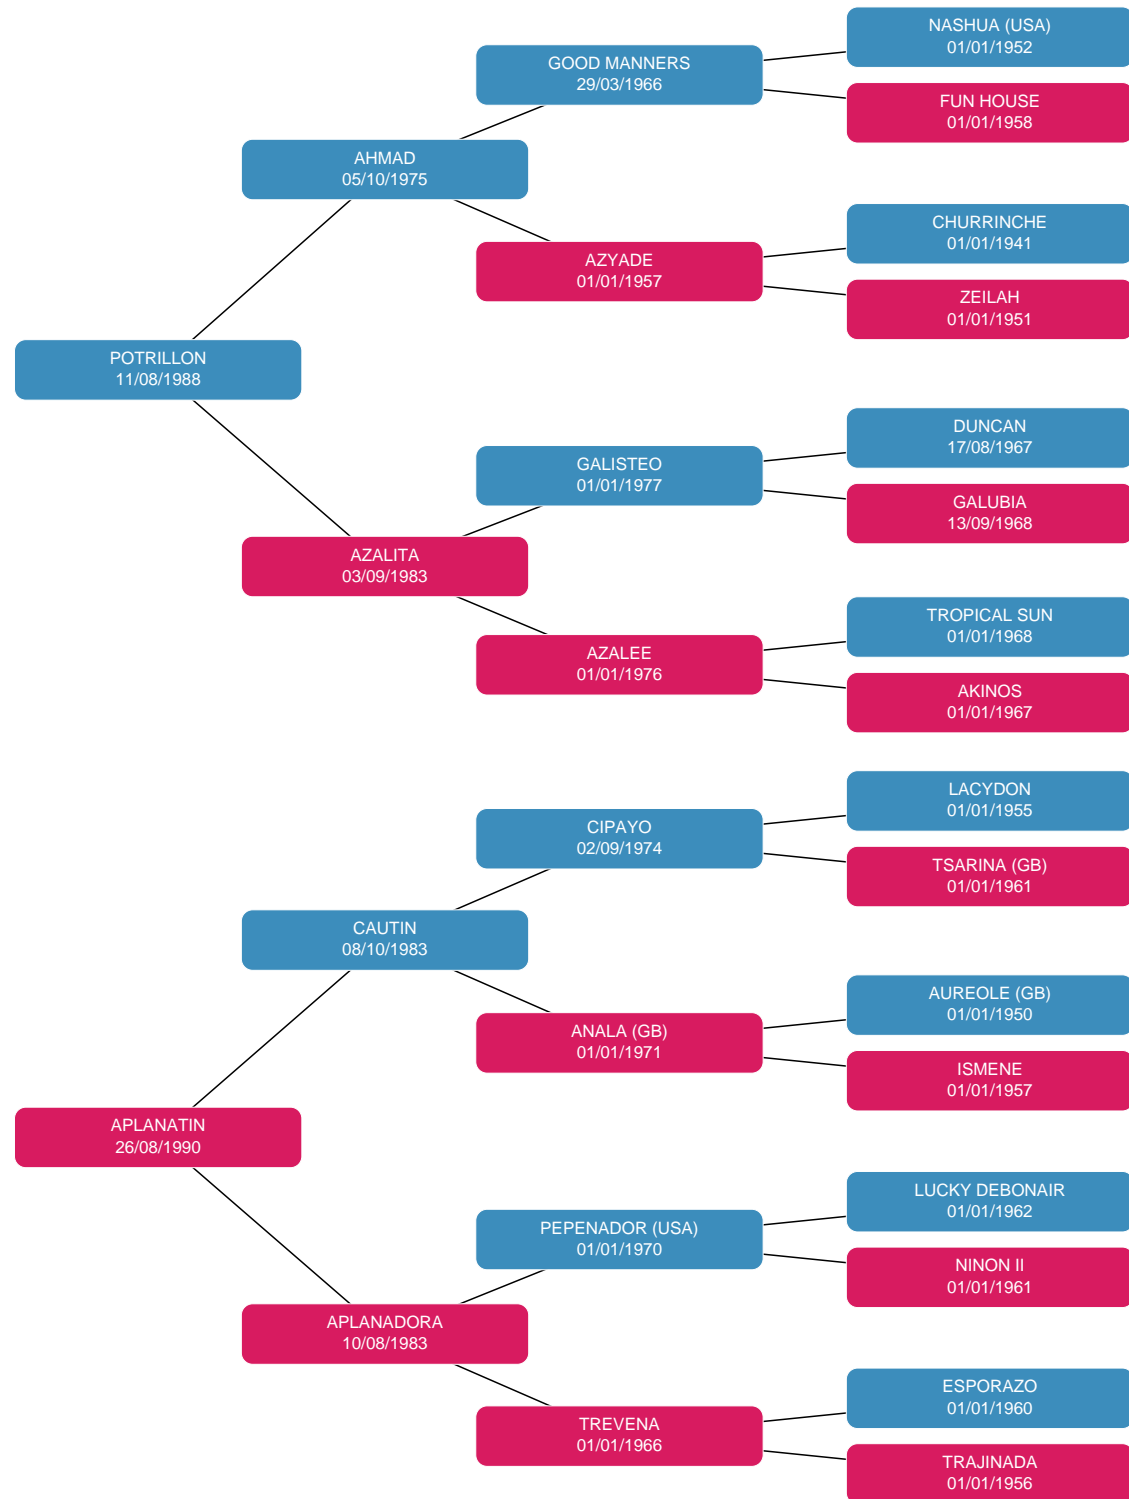 NASHUA (USA)
01/01/1952
GOOD MANNERS
29/03/1966
FUN HOUSE
01/01/1958
AHMAD
05/10/1975
CHURRINCHE
01/01/1941
AZYADE
01/01/1957
ZEILAH
01/01/1951
POTRILLON
11/08/1988
DUNCAN
17/08/1967
GALISTEO
01/01/1977
GALUBIA
13/09/1968
AZALITA
03/09/1983
TROPICAL SUN
01/01/1968
AZALEE
01/01/1976
AKINOS
01/01/1967
LACYDON
01/01/1955
CIPAYO
02/09/1974
TSARINA (GB)
01/01/1961
CAUTIN
08/10/1983
AUREOLE (GB)
01/01/1950
ANALA (GB)
01/01/1971
ISMENE
01/01/1957
APLANATIN
26/08/1990
LUCKY DEBONAIR
01/01/1962
PEPENADOR (USA)
01/01/1970
NINON II
01/01/1961
APLANADORA
10/08/1983
ESPORAZO
01/01/1960
TREVENA
01/01/1966
TRAJINADA
01/01/1956